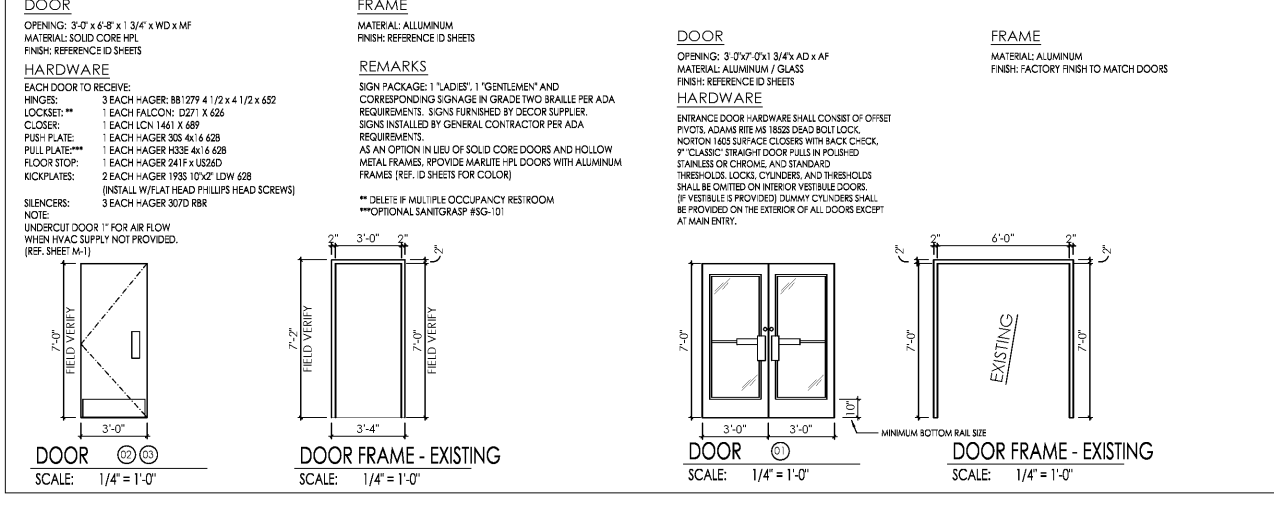 DOOR
OPENING: 3'-0" x 6'-8" x 1 3/4" x WD x MF
MATERIAL: SOLID CORE HPL
FINISH: REFERENCE ID SHEETS
HARDWARE
EACH DOOR TO RECEIVE:
HINGES: 3 EACH HAGER: BB1279 4 1/2 x 4 1/2 x 652
LOCKSET: ** 1 EACH FALCON: D271 X 626
CLOSER: 1 EACH LCN 1461 X 689
PUSH PLATE: 1 EACH HAGER 30S 4x16 628
PULL PLATE:*** 1 EACH HAGER H33E 4x16 628
FLOOR STOP: 1 EACH HAGER 241F x US26D
KICKPLATES: 2 EACH HAGER 193S 10"x2" LDW 628
(INSTALL W/FLAT HEAD PHILLIPS HEAD SCREWS)
SILENCERS: 3 EACH HAGER 307D RBR
NOTE:
UNDERCUT DOOR 1" FOR AIR FLOW
WHEN HVAC SUPPLY NOT PROVIDED.
(REF. SHEET M-1)
FRAME
MATERIAL: ALLUMINUM
FINISH: REFERENCE ID SHEETS
REMARKS
SIGN PACKAGE: 1 "LADIES", 1 "GENTLEMEN" AND
CORRESPONDING SIGNAGE IN GRADE TWO BRAILLE PER ADA
REQUIREMENTS. SIGNS FURNISHED BY DECOR SUPPLIER.
SIGNS INSTALLED BY GENERAL CONTRACTOR PER ADA
REQUIREMENTS.
AS AN OPTION IN LIEU OF SOLID CORE DOORS AND HOLLOW
METAL FRAMES, RPOVIDE MARLITE HPL DOORS WITH ALUMINUM
FRAMES (REF. ID SHEETS FOR COLOR)
** DELETE IF MULTIPLE OCCUPANCY RESTROOM
***OPTIONAL SANITGRASP #SG-101
7'-0"
FIELD VERIFY
3'-0"
DOOR 02 03
SCALE: 1/4" = 1'-0"
2" 3'-0" 2"
2"
7'-2"
FIELD VERIFY
7'-0"
FIELD VERIFY
3'-4"
DOOR FRAME - EXISTING
SCALE: 1/4" = 1'-0"
DOOR
OPENING: 3'-0"x7'-0"x1 3/4"x AD x AF
MATERIAL: ALUMINUM / GLASS
FINISH: REFERENCE ID SHEETS
HARDWARE
ENTRANCE DOOR HARDWARE SHALL CONSIST OF OFFSET
PIVOTS, ADAMS RITE MS 1852S DEAD BOLT LOCK,
NORTON 1605 SURFACE CLOSERS WITH BACK CHECK,
9" "CLASSIC" STRAIGHT DOOR PULLS IN POLISHED
STAINLESS OR CHROME, AND STANDARD
THRESHOLDS. LOCKS, CYLINDERS, AND THRESHOLDS
SHALL BE OMITTED ON INTERIOR VESTIBULE DOORS.
(IF VESTIBULE IS PROVIDED) DUMMY CYLINDERS SHALL
BE PROVIDED ON THE EXTERIOR OF ALL DOORS EXCEPT
AT MAIN ENTRY.
FRAME
MATERIAL: ALUMINUM
FINISH: FACTORY FINISH TO MATCH DOORS
7'-0"
10"
3'-0" 3'-0"
MINIMUM BOTTOM RAIL SIZE
DOOR 01
SCALE: 1/4" = 1'-0"
2" 6'-0" 2"
2" 2"
7'-0"
EXISTING
7'-0"
DOOR FRAME - EXISTING
SCALE: 1/4" = 1'-0"